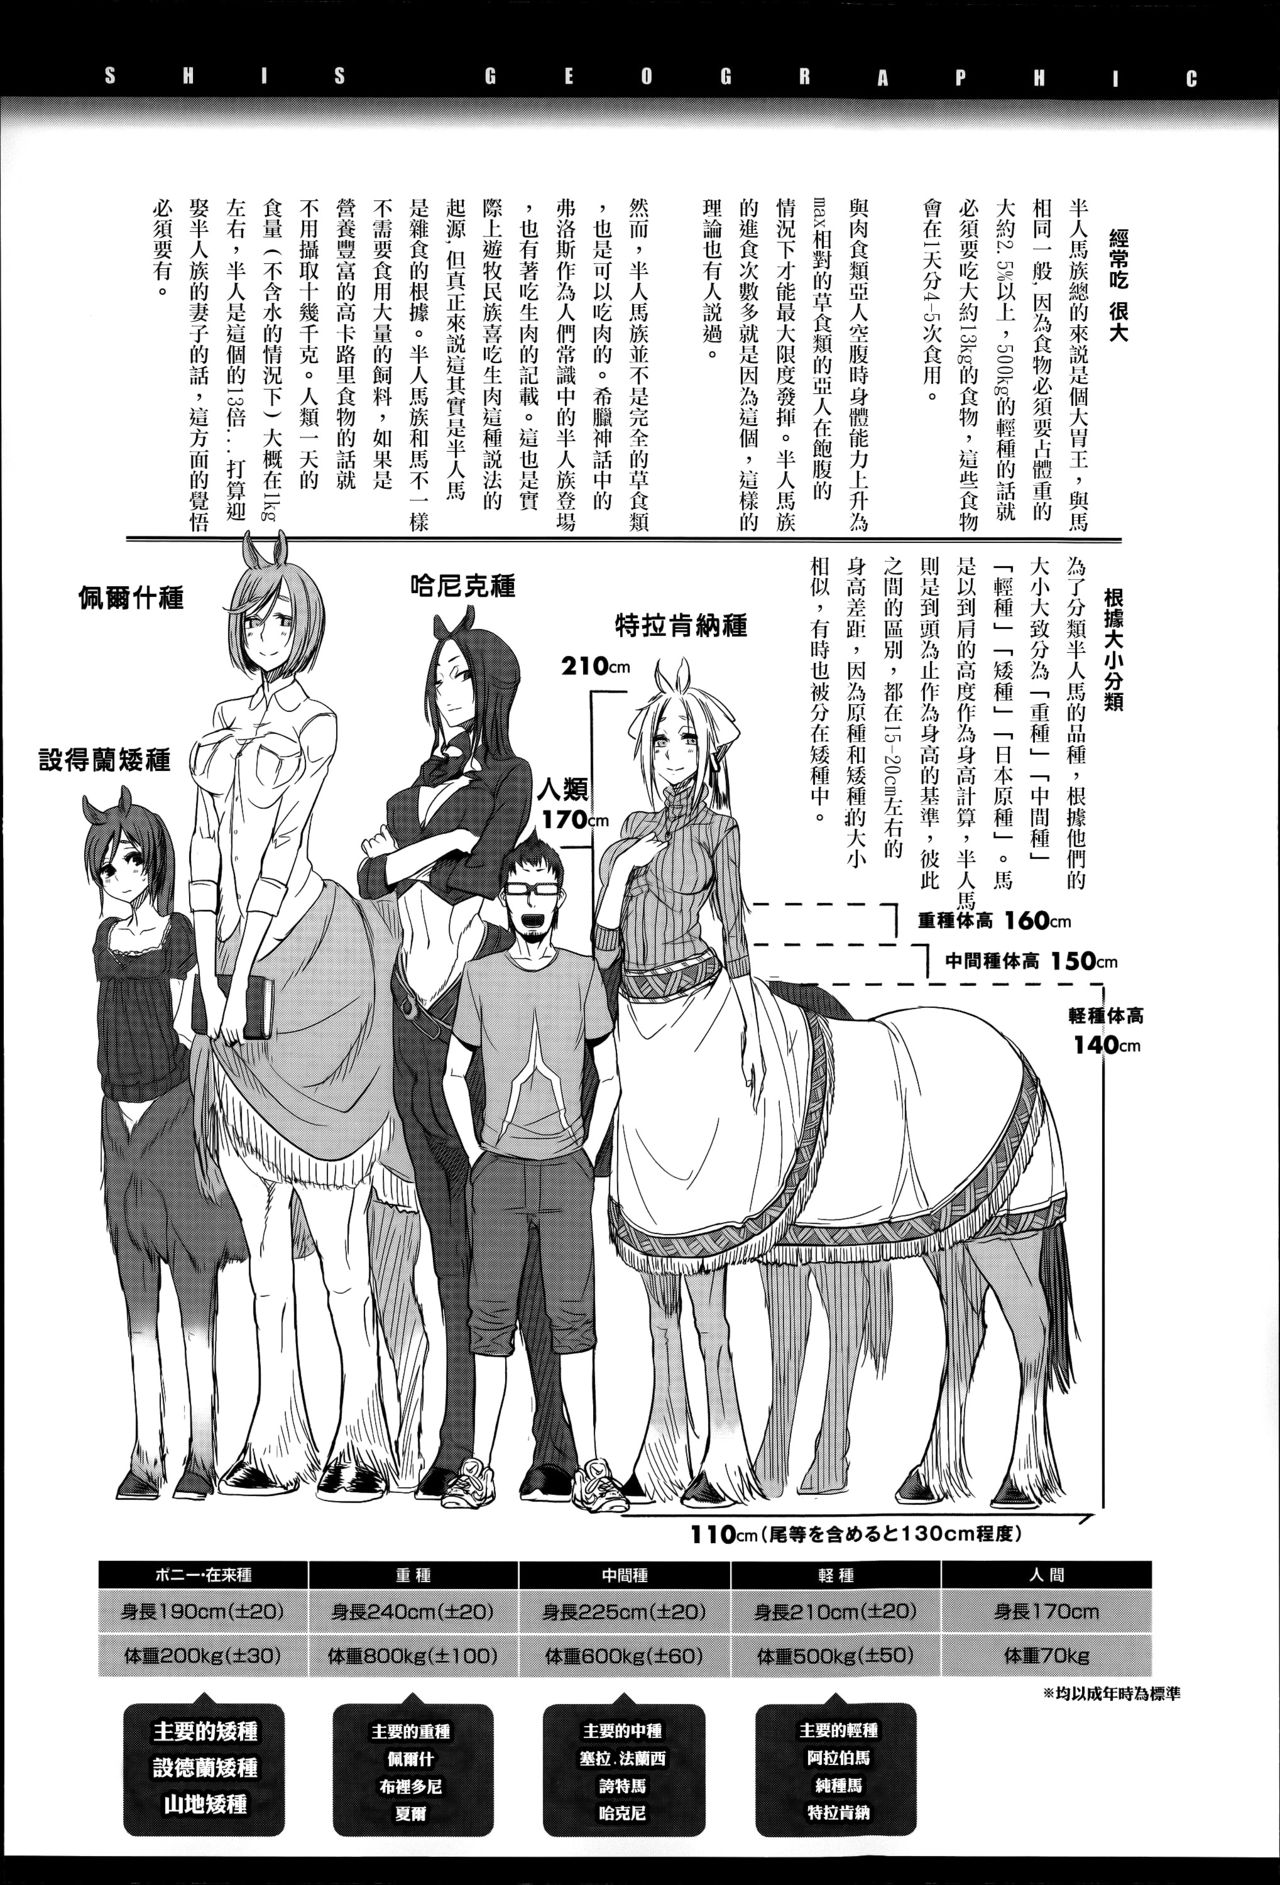 SHIS GEOGRAPHIC
經常吃 很大
半人馬族總的來說是個大胃王，與馬
相同一般，因為食物必須要占體重的
大約2.5%以上，500kg的輕種的話就
必須要吃大約13kg的食物，這些食物
會在1天分4-5次食用。
與肉食類亞人空腹時身體能力上升為
max相對的草食類的亞人在飽腹的
情況下才能最大限度發揮。半人馬族
的進食次數多就是因為這個，這樣的
理論也有人說過。
然而，半人馬族並不是完全的草食類
，也是可以吃肉的。希臘神話中的
弗洛斯作為人們常識中的半人族登場
，也有著吃生肉的記載。這也是實
際上遊牧民族喜吃生肉這種説法的
起源，但真正來說這其實是半人馬
是雜食的根據。半人馬族和馬不一樣
不需要食用大量的飼料，如果是
營養豐富的高卡路里食物的話就
不用攝取十幾千克。人類一天的
食量（不含水的情況下）大概在1kg
左右，半人是這個的13倍...打算迎
娶半人族的妻子的話，這方面的覺悟
必須要有。
根據大小分類
為了分類半人馬的品種，根據他們的
大小大致分為「重種」「中間種」
「輕種」「矮種」「日本原種」。馬
是以到肩的高度作為身高計算，半人馬
則是到頭為止作為身高的基準，彼此
之間的區別，都在15-20cm左右的
身高差距，因為原種和矮種的大小
相似，有時也被分在矮種中。
佩爾什種
哈尼克種
特拉肯納種
210cm
設得蘭矮種
人類
170cm
重種体高 160cm
中間種体高 150cm
軽種体高
140cm
110cm(尾等を含めると130cm程度)
ポニー・在来種 重種 中間種 軽種 人間
身長190cm(±20) 身長240cm(±20) 身長225cm(±20) 身長210cm(±20) 身長170cm
体重200kg(±30) 体重800kg(±100) 体重600kg(±60) 体重500kg(±50) 体重70kg
※均以成年時為標準
主要的矮種
設德蘭矮種
山地矮種
主要的重種
佩爾什
布裡多尼
夏爾
主要的中種
塞拉.法蘭西
誇特馬
哈克尼
主要的輕種
阿拉伯馬
純種馬
特拉肯納